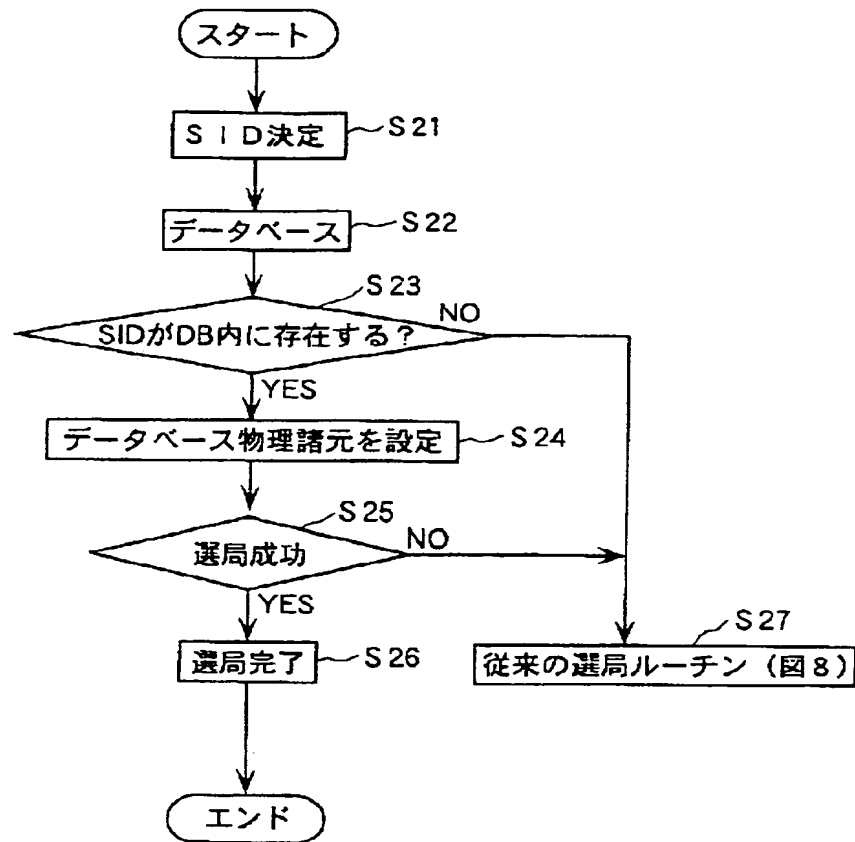 スタート
SID決定
S21
データベース
S22
S23
SIDがDB内に存在する?
NO
YES
データベース物理諸元を設定
S24
S25
選局成功
NO
YES
選局完了
S26
S27
従来の選局ルーチン(図8)
エンド